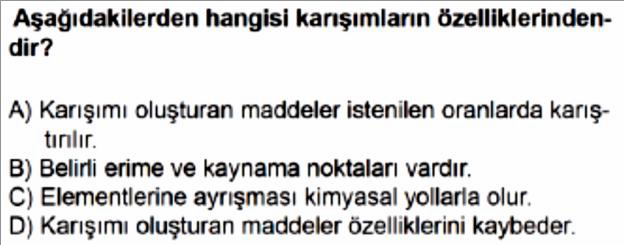 Aşağıdakilerden hangisi karışımların özelliklerinden-
dir?
A) Karışımı oluşturan maddeler istenilen oranlarda karış-
tırılır.
B) Belirli erime ve kaynama noktaları vardır.
C) Elementlerine ayrışması kimyasal yollarla olur.
D) Karışımı oluşturan maddeler özelliklerini kaybeder.